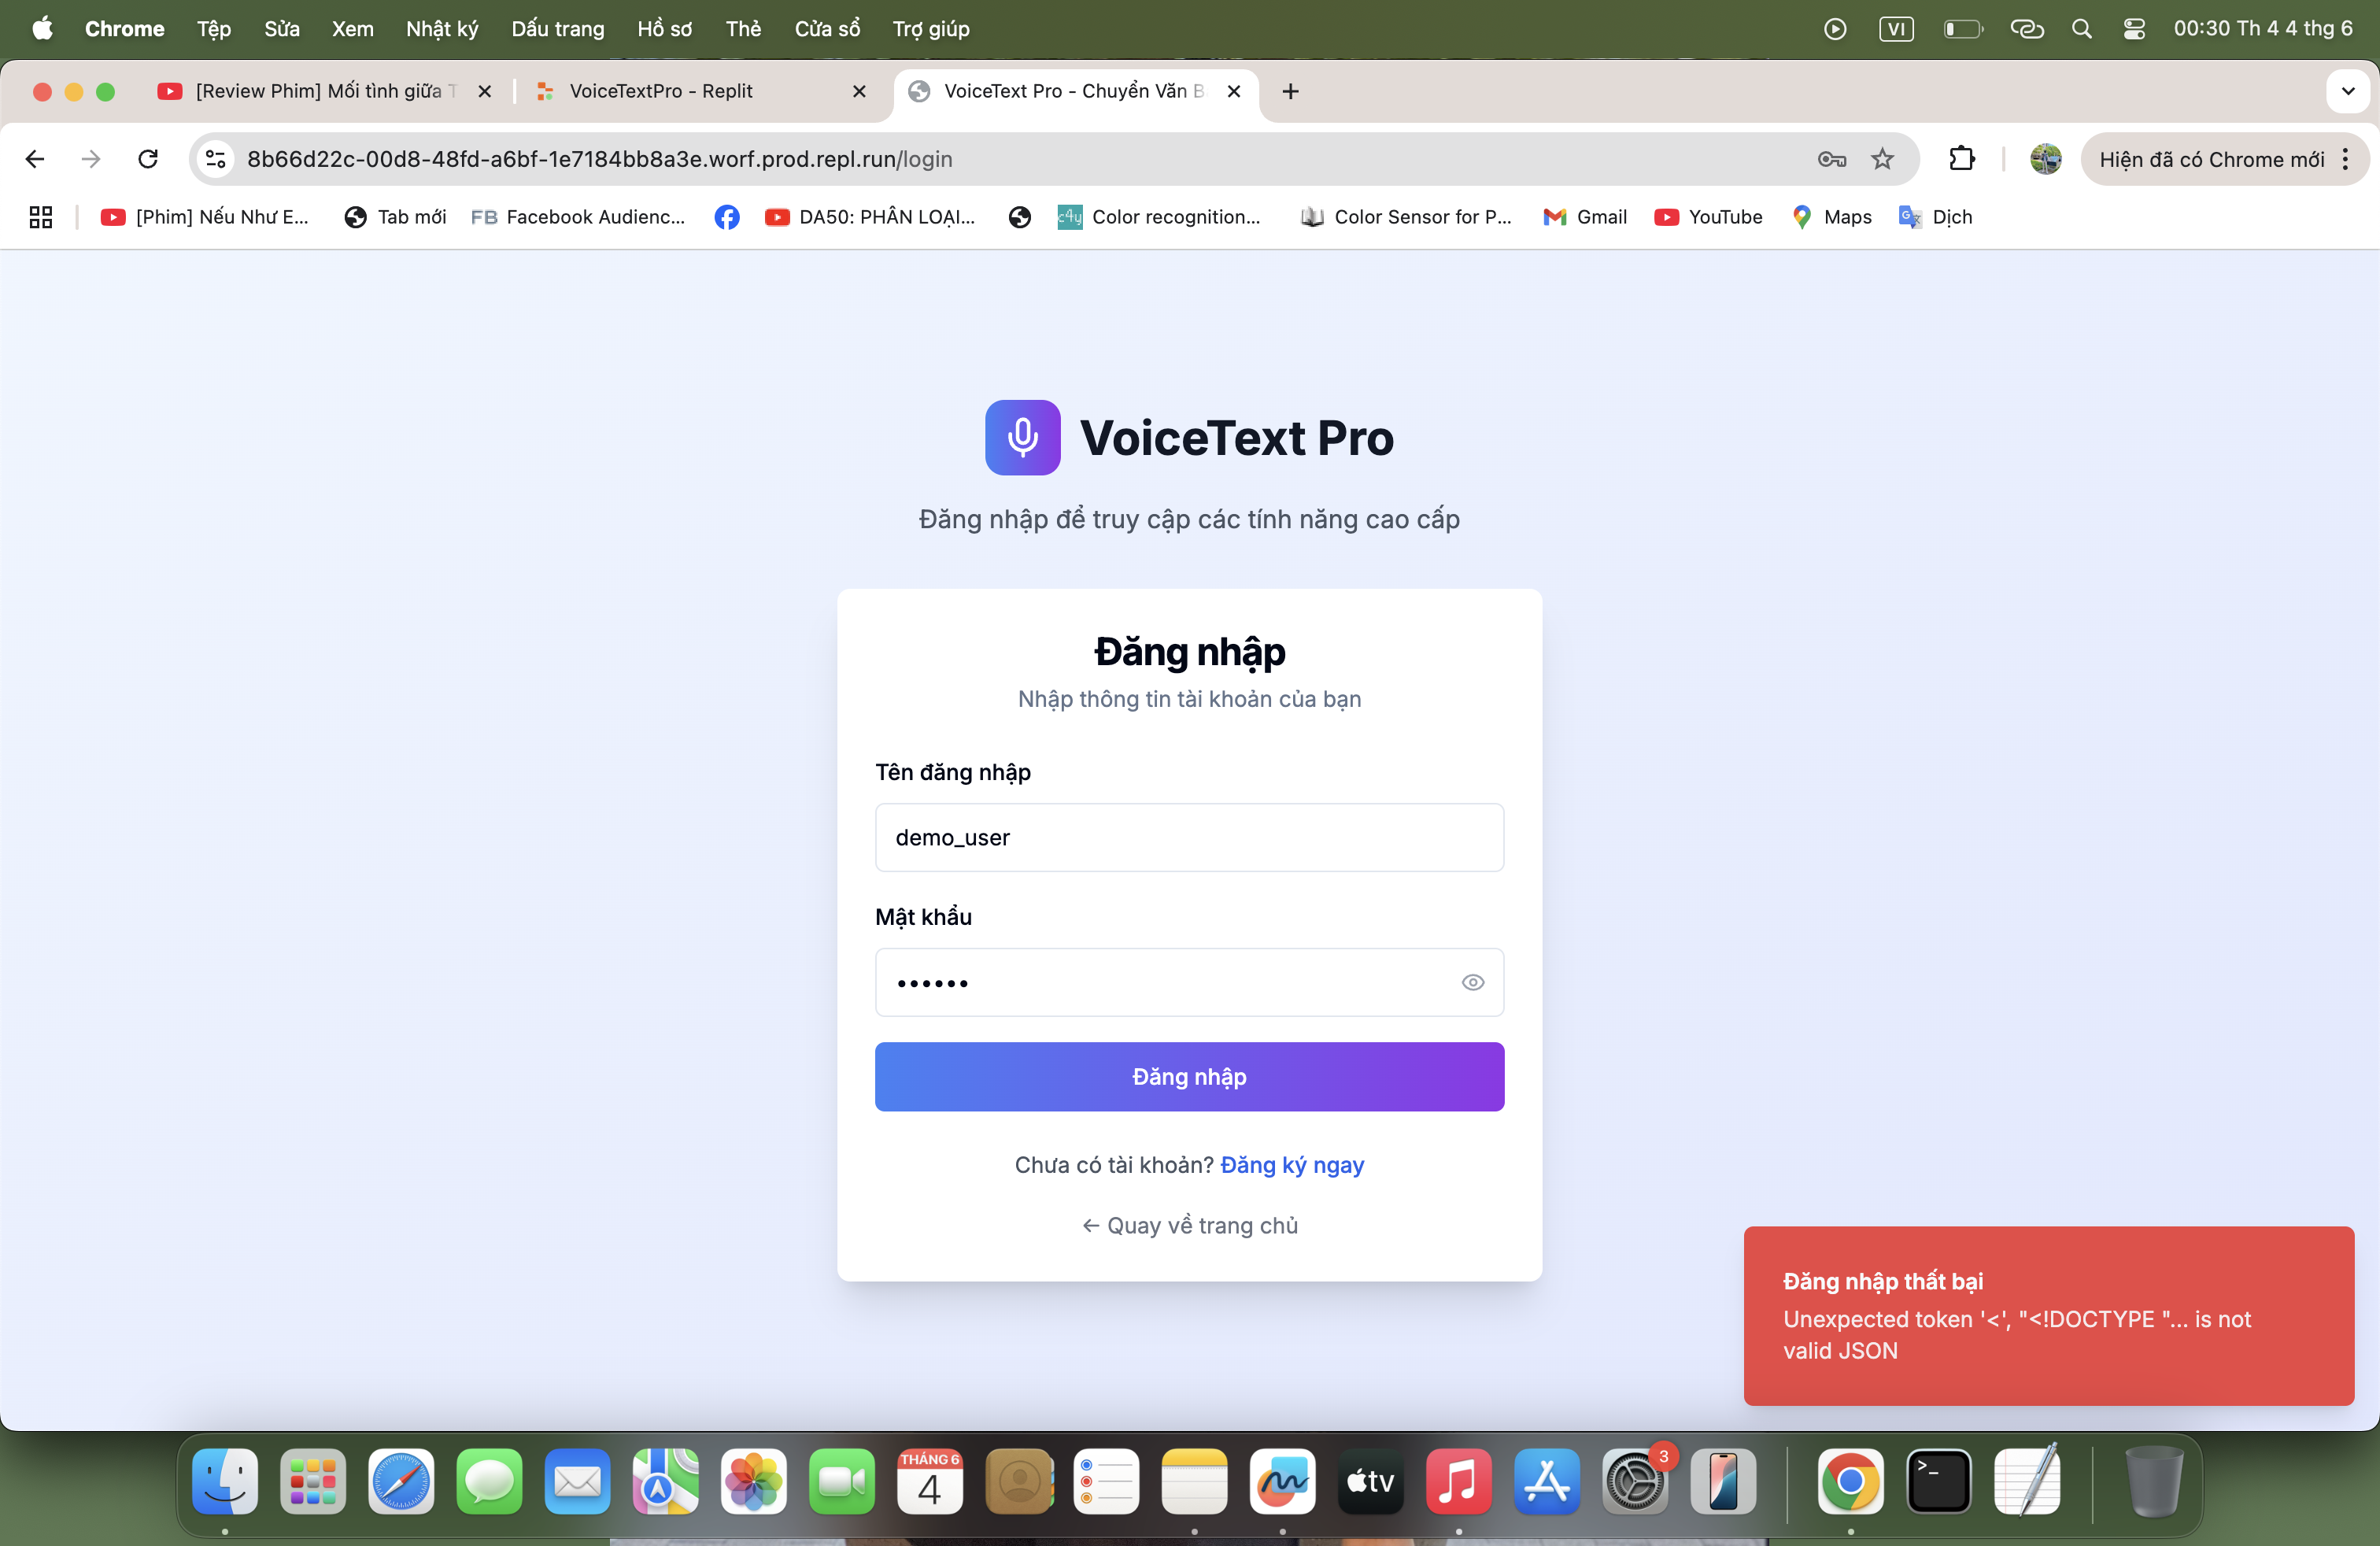 Chrome Tệp Sửa Xem Nhật ký Dấu trang Hồ sơ Thẻ Cửa sổ Trợ giúp VI 00:30 Th 4 4 thg 6
[Review Phim] Mối tình giữa T VoiceTextPro - Replit VoiceText Pro - Chuyển Văn B
8b66d22c-00d8-48fd-a6bf-1e7184bb8a3e.worf.prod.repl.run/login Hiện đã có Chrome mới
[Phim] Nếu Như E... Tab mới FB Facebook Audienc... DA50: PHÂN LOẠI... c4y Color recognition... Color Sensor for P... Gmail YouTube Maps Dịch
VoiceText Pro
Đăng nhập để truy cập các tính năng cao cấp
Đăng nhập
Nhập thông tin tài khoản của bạn
Tên đăng nhập
demo_user
Mật khẩu
••••••
Đăng nhập
Chưa có tài khoản? Đăng ký ngay
← Quay về trang chủ
Đăng nhập thất bại
Unexpected token '<', "<!DOCTYPE "... is not
valid JSON
THÁNG 6
4
tv
3
>_